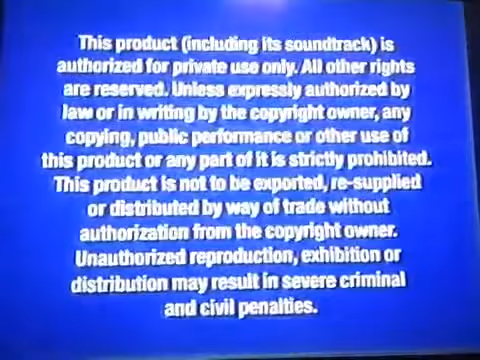 This product (including its soundtrack) is
authorized for private use only. All other rights
are reserved. Unless expressly authorized by
law or in writing by the copyright owner, any
copying, public performance or other use of
this product or any part of it is strictly prohibited.
This product is not to be exported, re-supplied
or distributed by way of trade without
authorization from the copyright owner.
Unauthorized reproduction, exhibition or
distribution may result in severe criminal
and civil penalties.